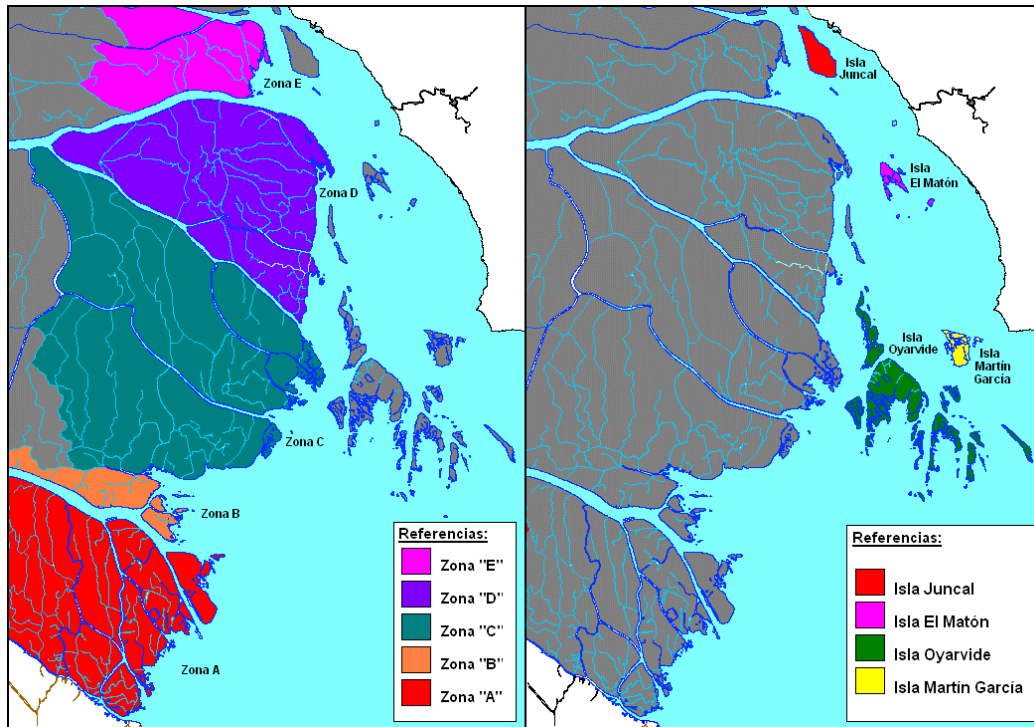 Zona E
Zona D
Zona C
Zona B
Zona A
Referencias:
Zona "E"
Zona "D"
Zona "C"
Zona "B"
Zona "A"
Isla
Juncal
Isla
El Matón
Isla
Oyarvide
Isla
Martín
García
Referencias:
Isla Juncal
Isla El Matón
Isla Oyarvide
Isla Martín García